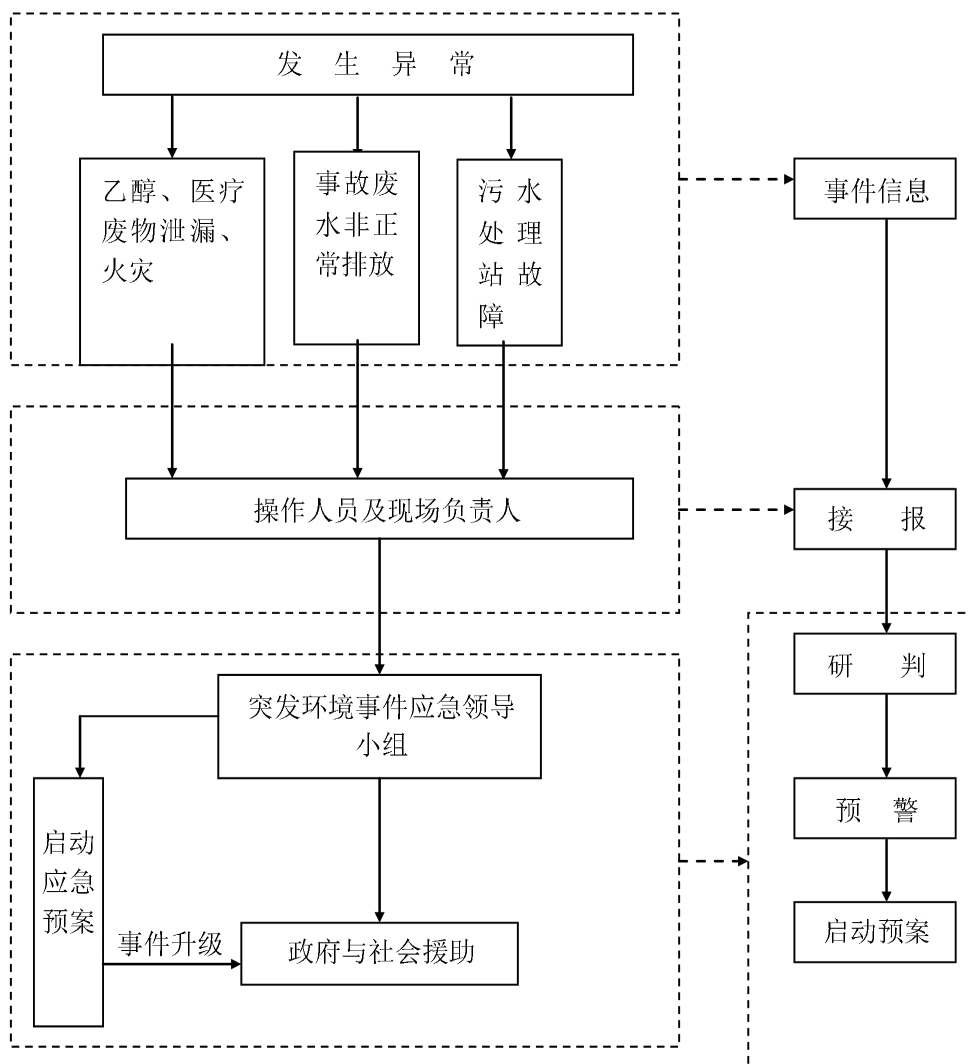 发 生 异 常
乙醇、医疗
废物泄漏、
火灾
事故废
水非正
常排放
污 水
处 理
站 故
障
事件信息
操作人员及现场负责人
接 报
研 判
突发环境事件应急领导
小组
预 警
启动
应急
预案
事件升级
政府与社会援助
启动预案